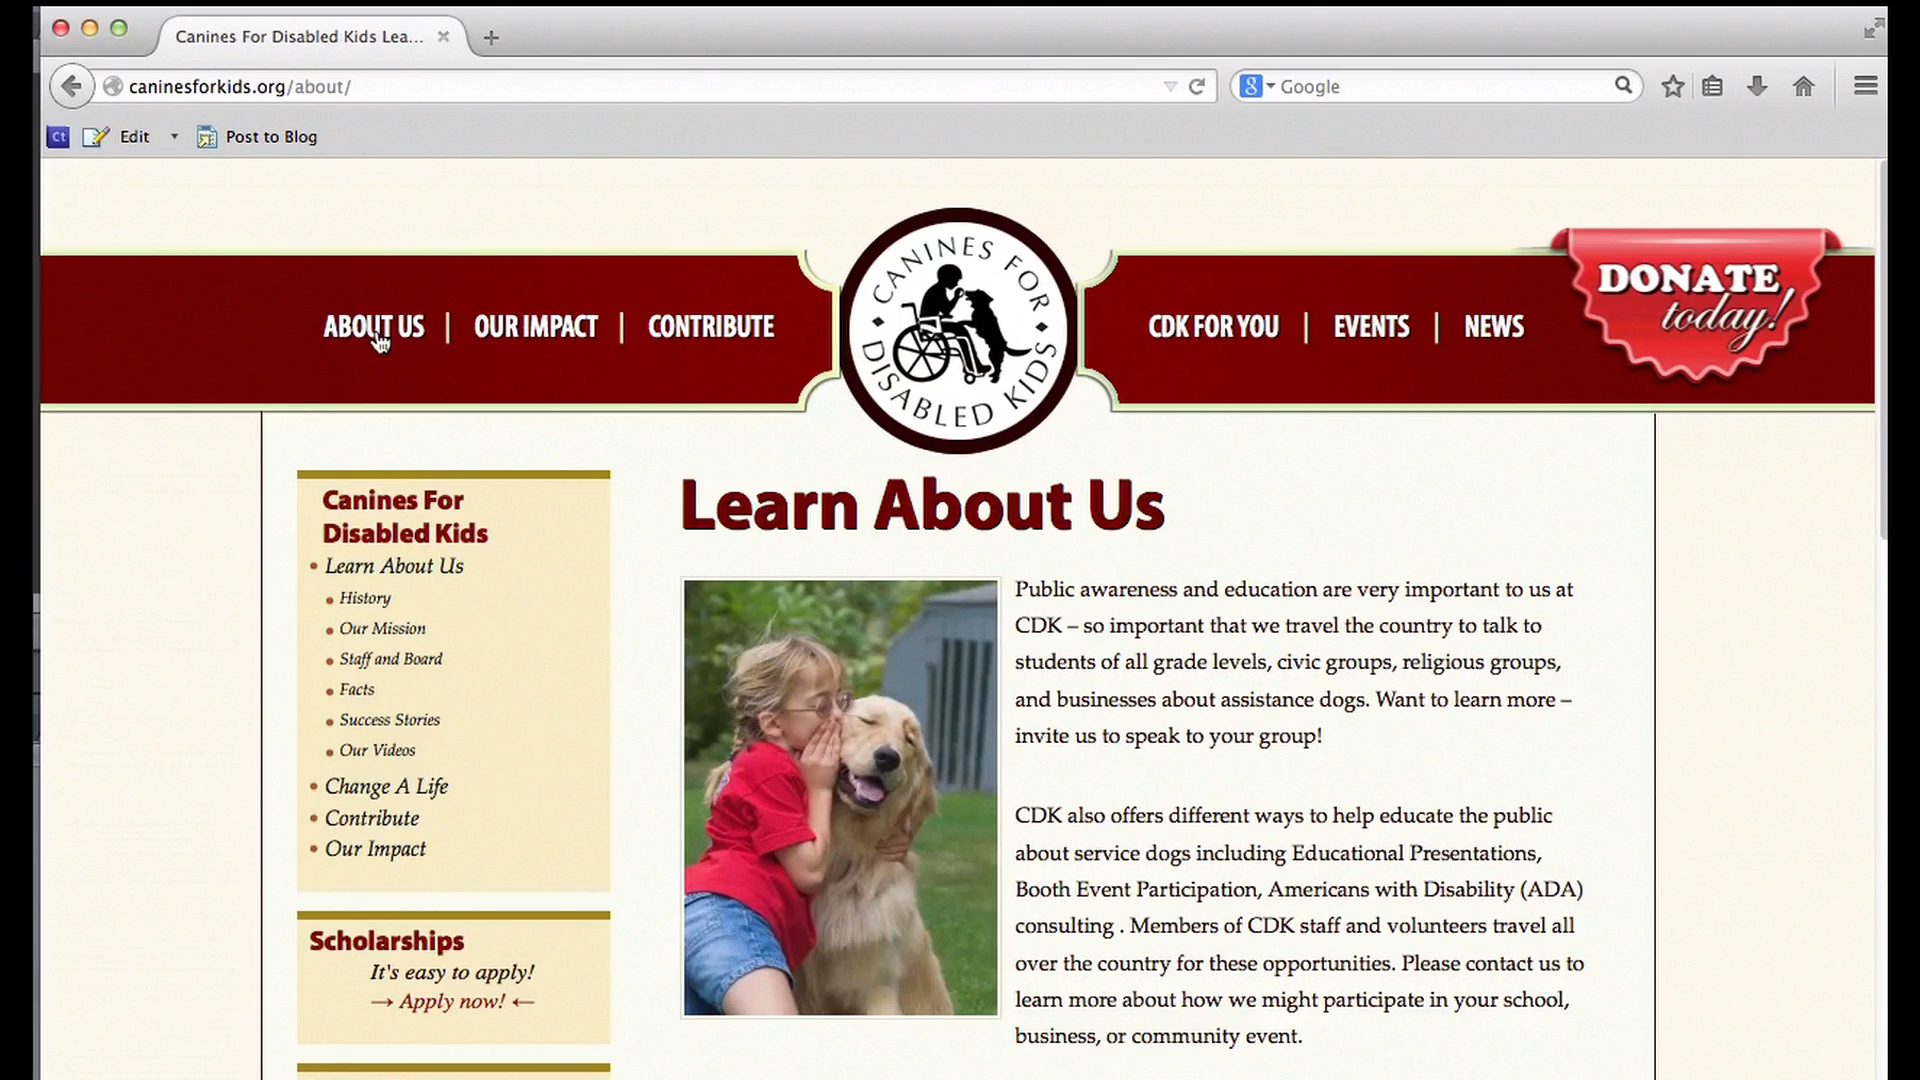 Canines For Disabled Kids Lea...
caninesforkids.org/about/
Google
Ct
Edit
Post to Blog
ABOUT US
OUR IMPACT
CONTRIBUTE
CANINES FOR DISABLED KIDS
CDK FOR YOU
EVENTS
NEWS
DONATE
today!
Canines For
Disabled Kids
Learn About Us
History
Our Mission
Staff and Board
Facts
Success Stories
Our Videos
Change A Life
Contribute
Our Impact
Scholarships
It's easy to apply!
→ Apply now! ←
Learn About Us
Public awareness and education are very important to us at
CDK – so important that we travel the country to talk to
students of all grade levels, civic groups, religious groups,
and businesses about assistance dogs. Want to learn more –
invite us to speak to your group!
CDK also offers different ways to help educate the public
about service dogs including Educational Presentations,
Booth Event Participation, Americans with Disability (ADA)
consulting . Members of CDK staff and volunteers travel all
over the country for these opportunities. Please contact us to
learn more about how we might participate in your school,
business, or community event.